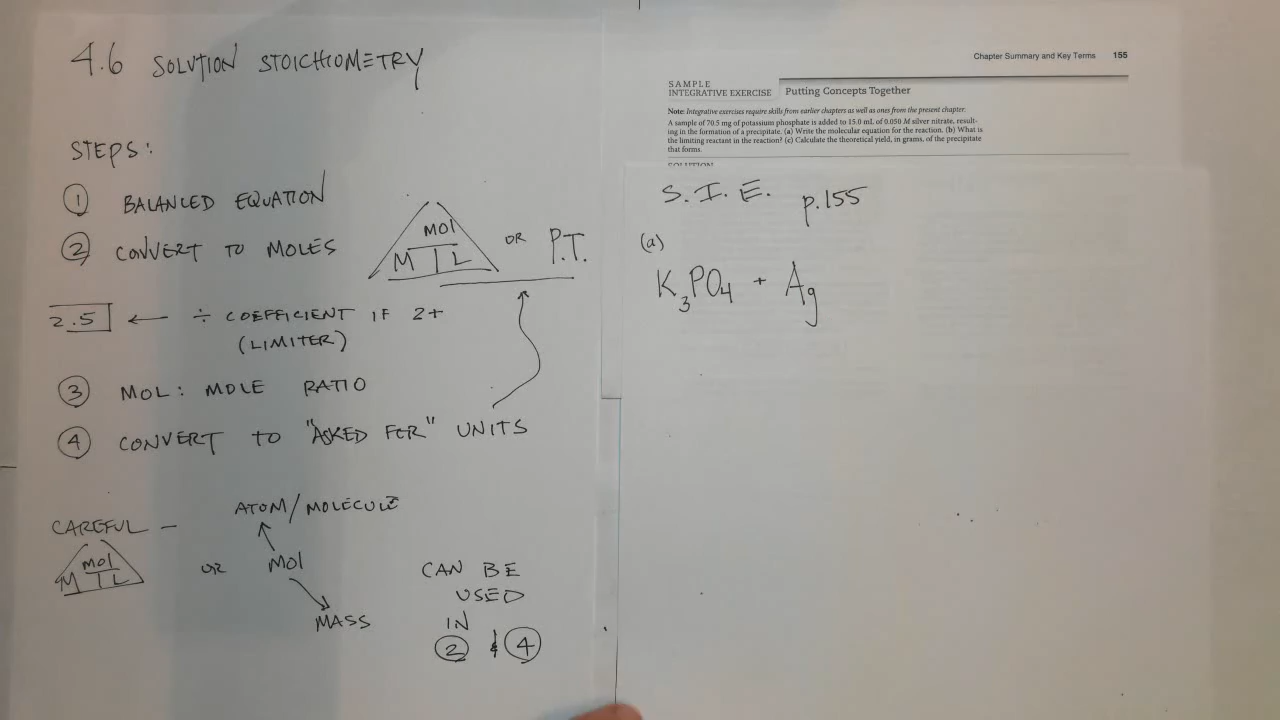 4.6 SOLUTION STOICHIOMETRY
STEPS:
1 BALANCED EQUATION
2 CONVERT TO MOLES
mol
M L
OR P.T.
2.5 ← ÷ COEFFICIENT IF 2+
(LIMITER)
3 MOL: MOLE RATIO
4 CONVERT TO "ASKED FOR" UNITS
CAREFUL -
mol
M L
OR
ATOM/MOLECULE
mol
MASS
CAN BE
USED
IN
2 & 4
Chapter Summary and Key Terms 155
SAMPLE
INTEGRATIVE EXERCISE Putting Concepts Together
Note: Integrative exercises require skills from earlier chapters as well as ones from the present chapter.
A sample of 70.5 mg of potassium phosphate is added to 15.0 mL of 0.050 M silver nitrate, result-
ing in the formation of a precipitate. (a) Write the molecular equation for the reaction. (b) What is
the limiting reactant in the reaction? (c) Calculate the theoretical yield, in grams, of the precipitate
that forms.
SOLUTION
S.I.E. p.155
(a)
K3PO4 + Ag